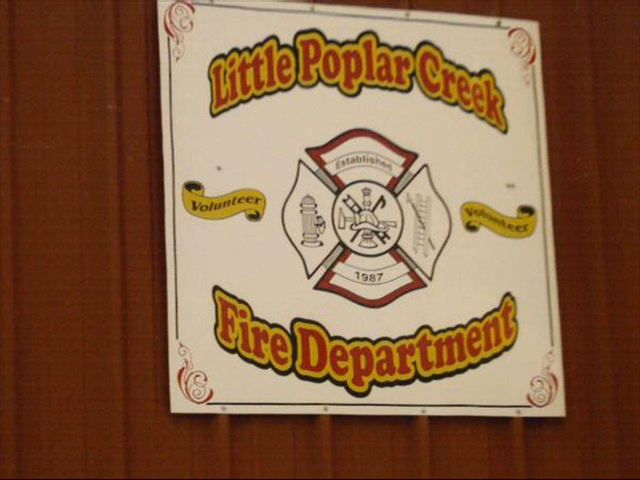 Little Poplar Creek
Established
Volunteer
Volunteer
1987
Fire Department